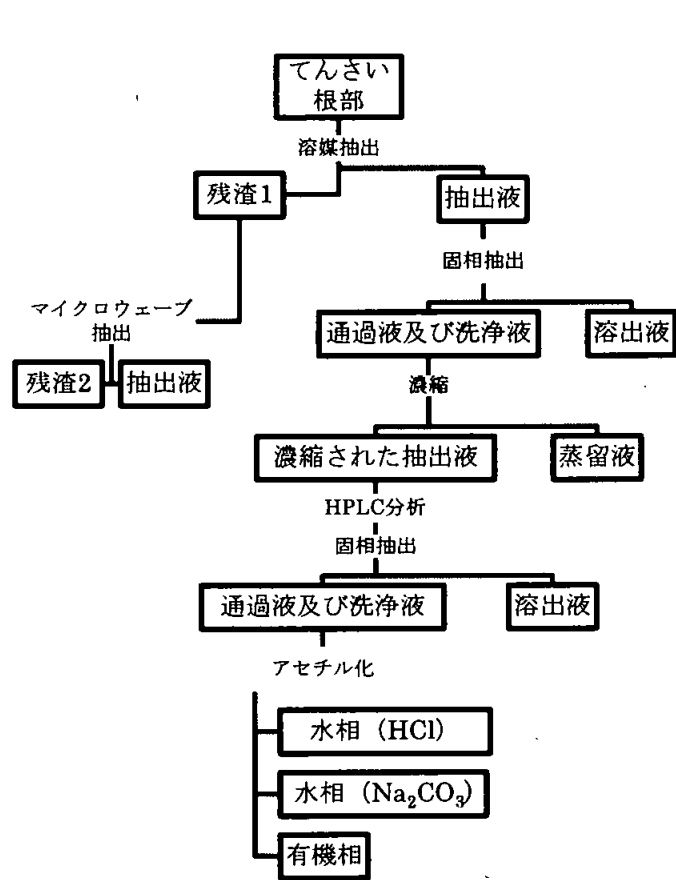 てんさい
根部
溶媒抽出
残渣1
抽出液
固相抽出
マイクロウェーブ
抽出
通過液及び洗浄液
溶出液
残渣2
抽出液
濃縮
濃縮された抽出液
蒸留液
HPLC分析
固相抽出
通過液及び洗浄液
溶出液
アセチル化
水相（HCl）
水相（Na₂CO₃）
有機相